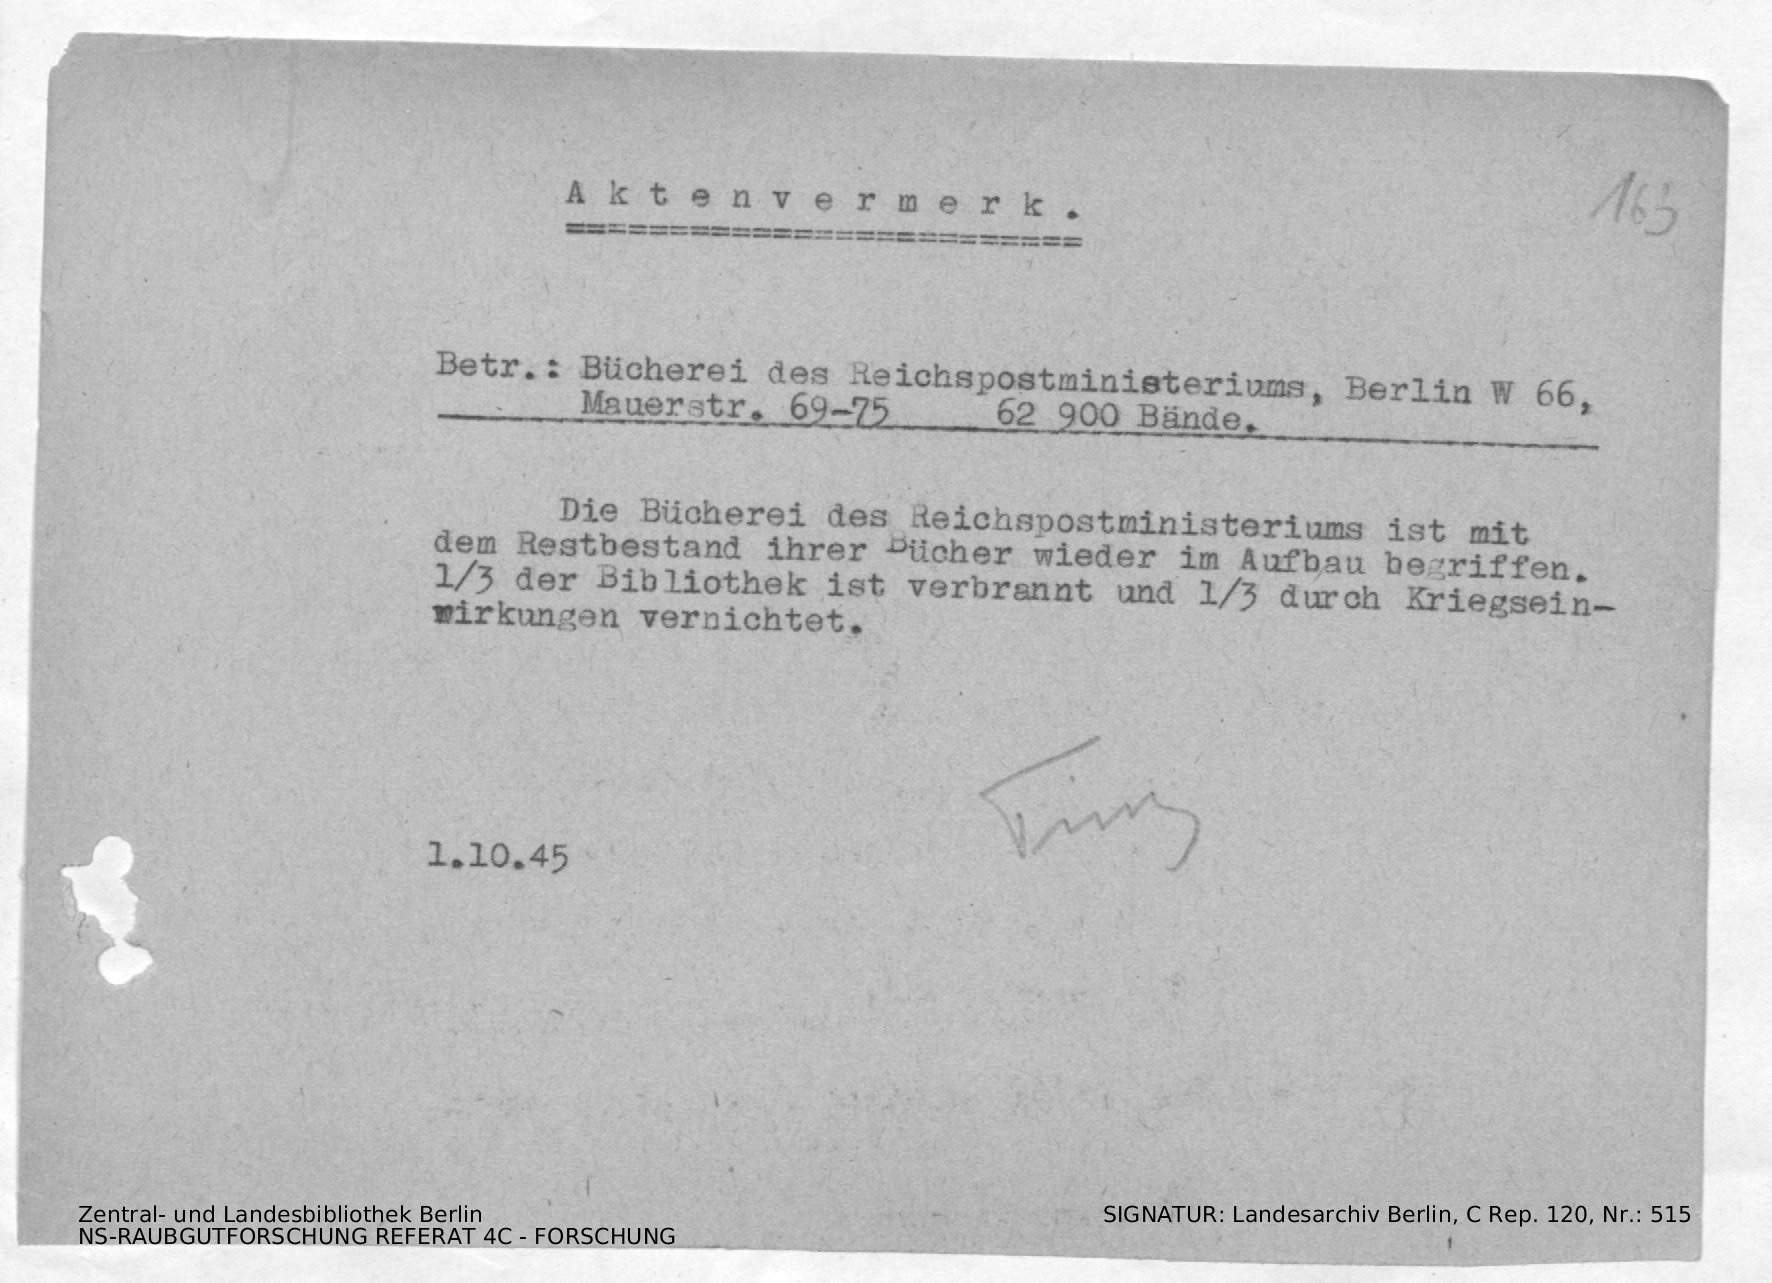 A k t e n v e r m e r k .
=========================
163
Betr.: Bücherei des Reichspostministeriums, Berlin W 66,
Mauerstr. 69-75 62 900 Bände.
Die Bücherei des Reichspostministeriums ist mit
dem Restbestand ihrer Bücher wieder im Aufbau begriffen.
1/3 der Bibliothek ist verbrannt und 1/3 durch Kriegsein-
wirkungen vernichtet.
1.10.45
Zentral- und Landesbibliothek Berlin
NS-RAUBGUTFORSCHUNG REFERAT 4C - FORSCHUNG
SIGNATUR: Landesarchiv Berlin, C Rep. 120, Nr.: 515